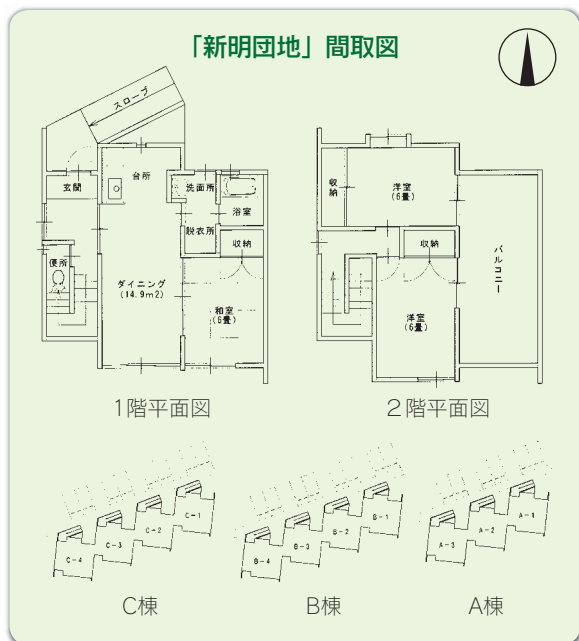 「新明団地」間取図
スロープ
玄関
台所
洗面所
浴室
脱衣所
収納
便所
ダイニング
(14.9m2)
和室
(6畳)
1階平面図
収納
洋室
(6畳)
収納
バルコニー
洋室
(6畳)
2階平面図
C-4
C-3
C-2
C-1
C棟
B-4
B-3
B-2
B-1
B棟
A-3
A-2
A-1
A棟